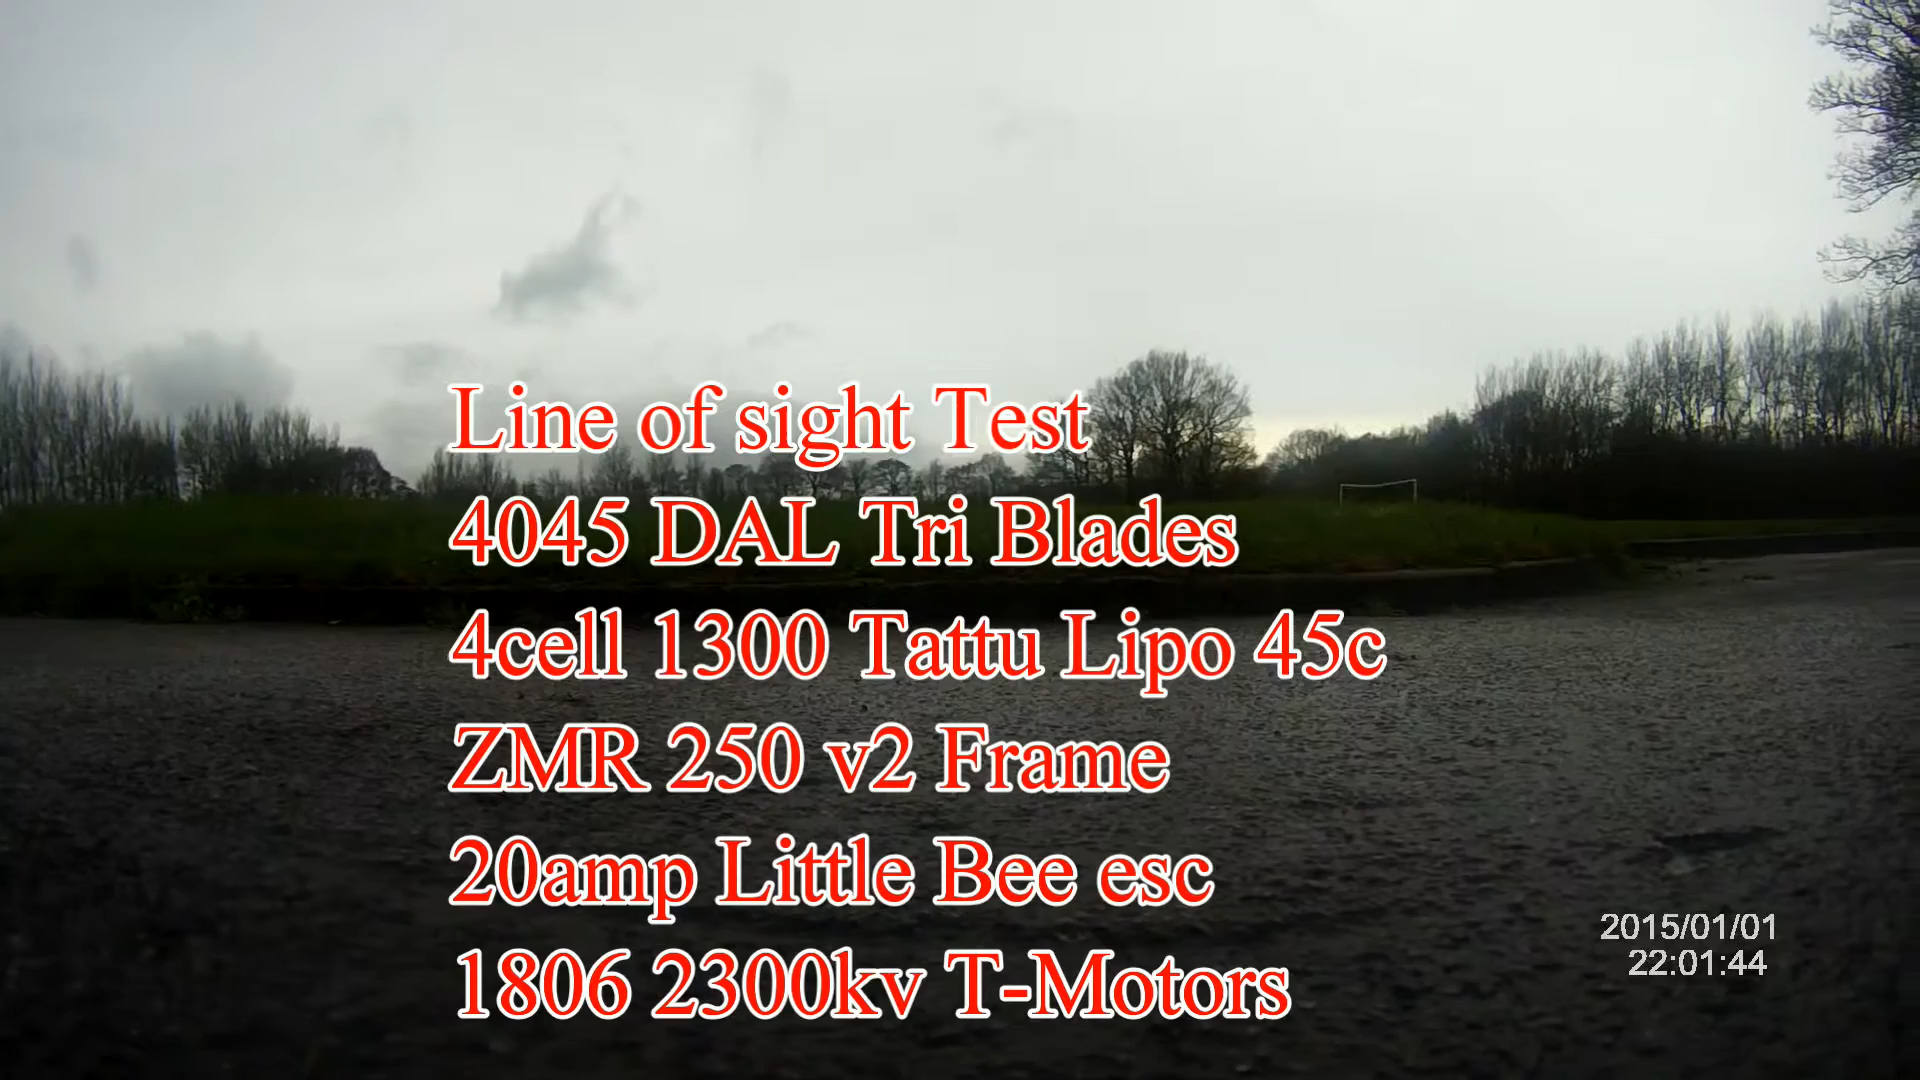 Line of sight Test
4045 DAL Tri Blades
4cell 1300 Tattu Lipo 45c
ZMR 250 v2 Frame
20amp Little Bee esc
1806 2300kv T-Motors
2015/01/01
22:01:44